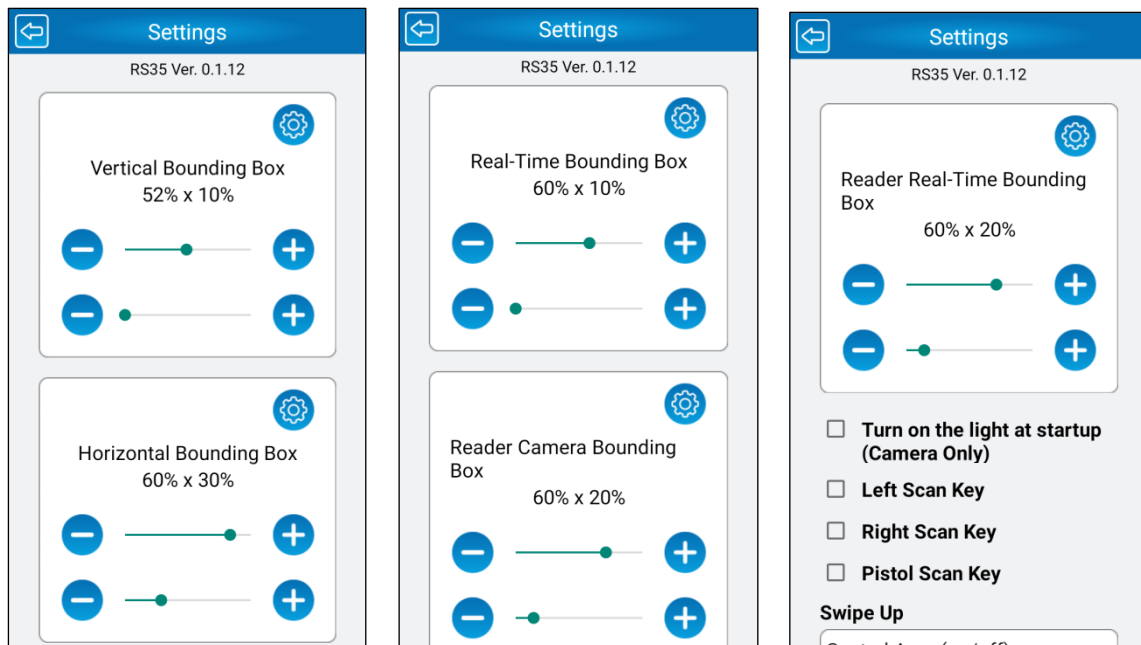 Settings
RS35 Ver. 0.1.12
Vertical Bounding Box
52% x 10%
Horizontal Bounding Box
60% x 30%
Settings
RS35 Ver. 0.1.12
Real-Time Bounding Box
60% x 10%
Reader Camera Bounding
Box
60% x 20%
Settings
RS35 Ver. 0.1.12
Reader Real-Time Bounding
Box
60% x 20%
Turn on the light at startup
(Camera Only)
Left Scan Key
Right Scan Key
Pistol Scan Key
Swipe Up